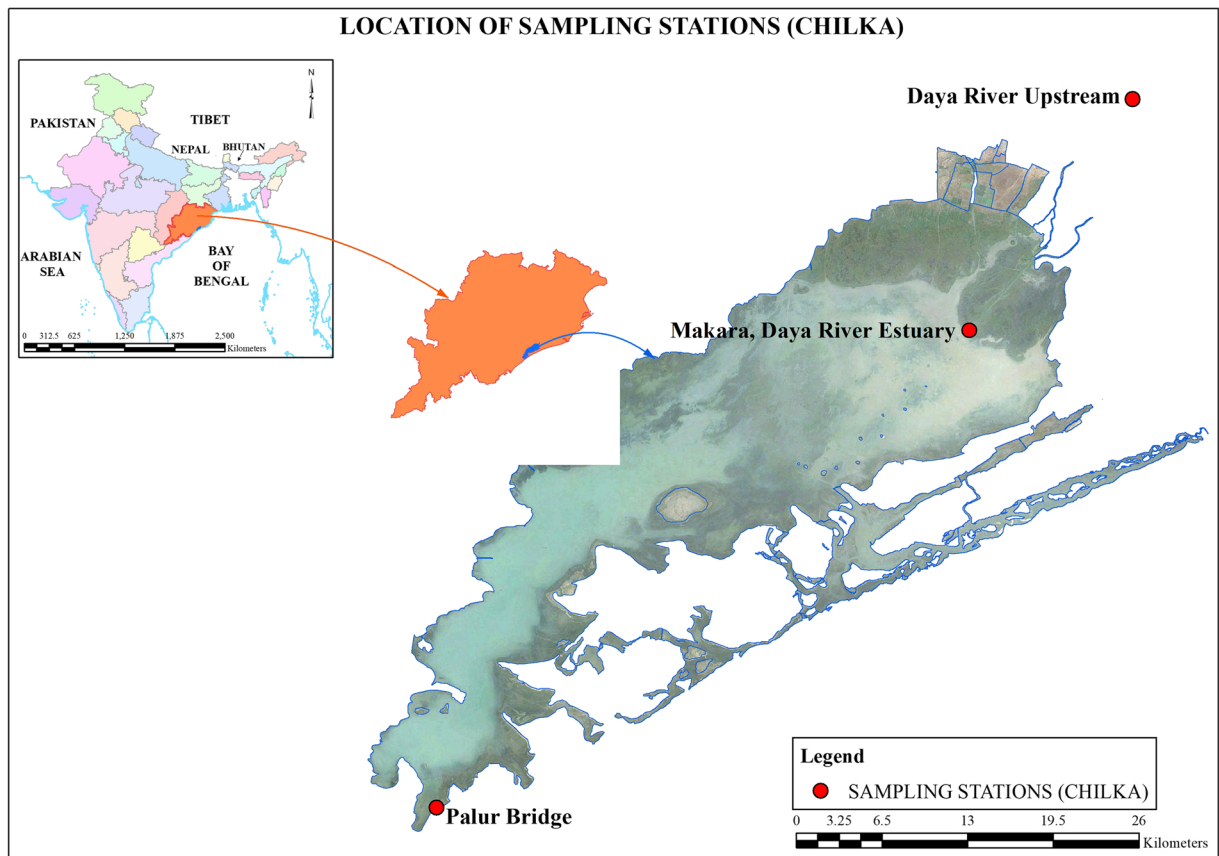 LOCATION OF SAMPLING STATIONS (CHILKA)
N
PAKISTAN
TIBET
NEPAL
BHUTAN
ARABIAN
SEA
BAY
OF
BENGAL
0 312.5 625 1,250 1,875 2,500
Kilometers
Daya River Upstream
Makara, Daya River Estuary
Palur Bridge
Legend
SAMPLING STATIONS (CHILKA)
0 3.25 6.5 13 19.5 26
Kilometers